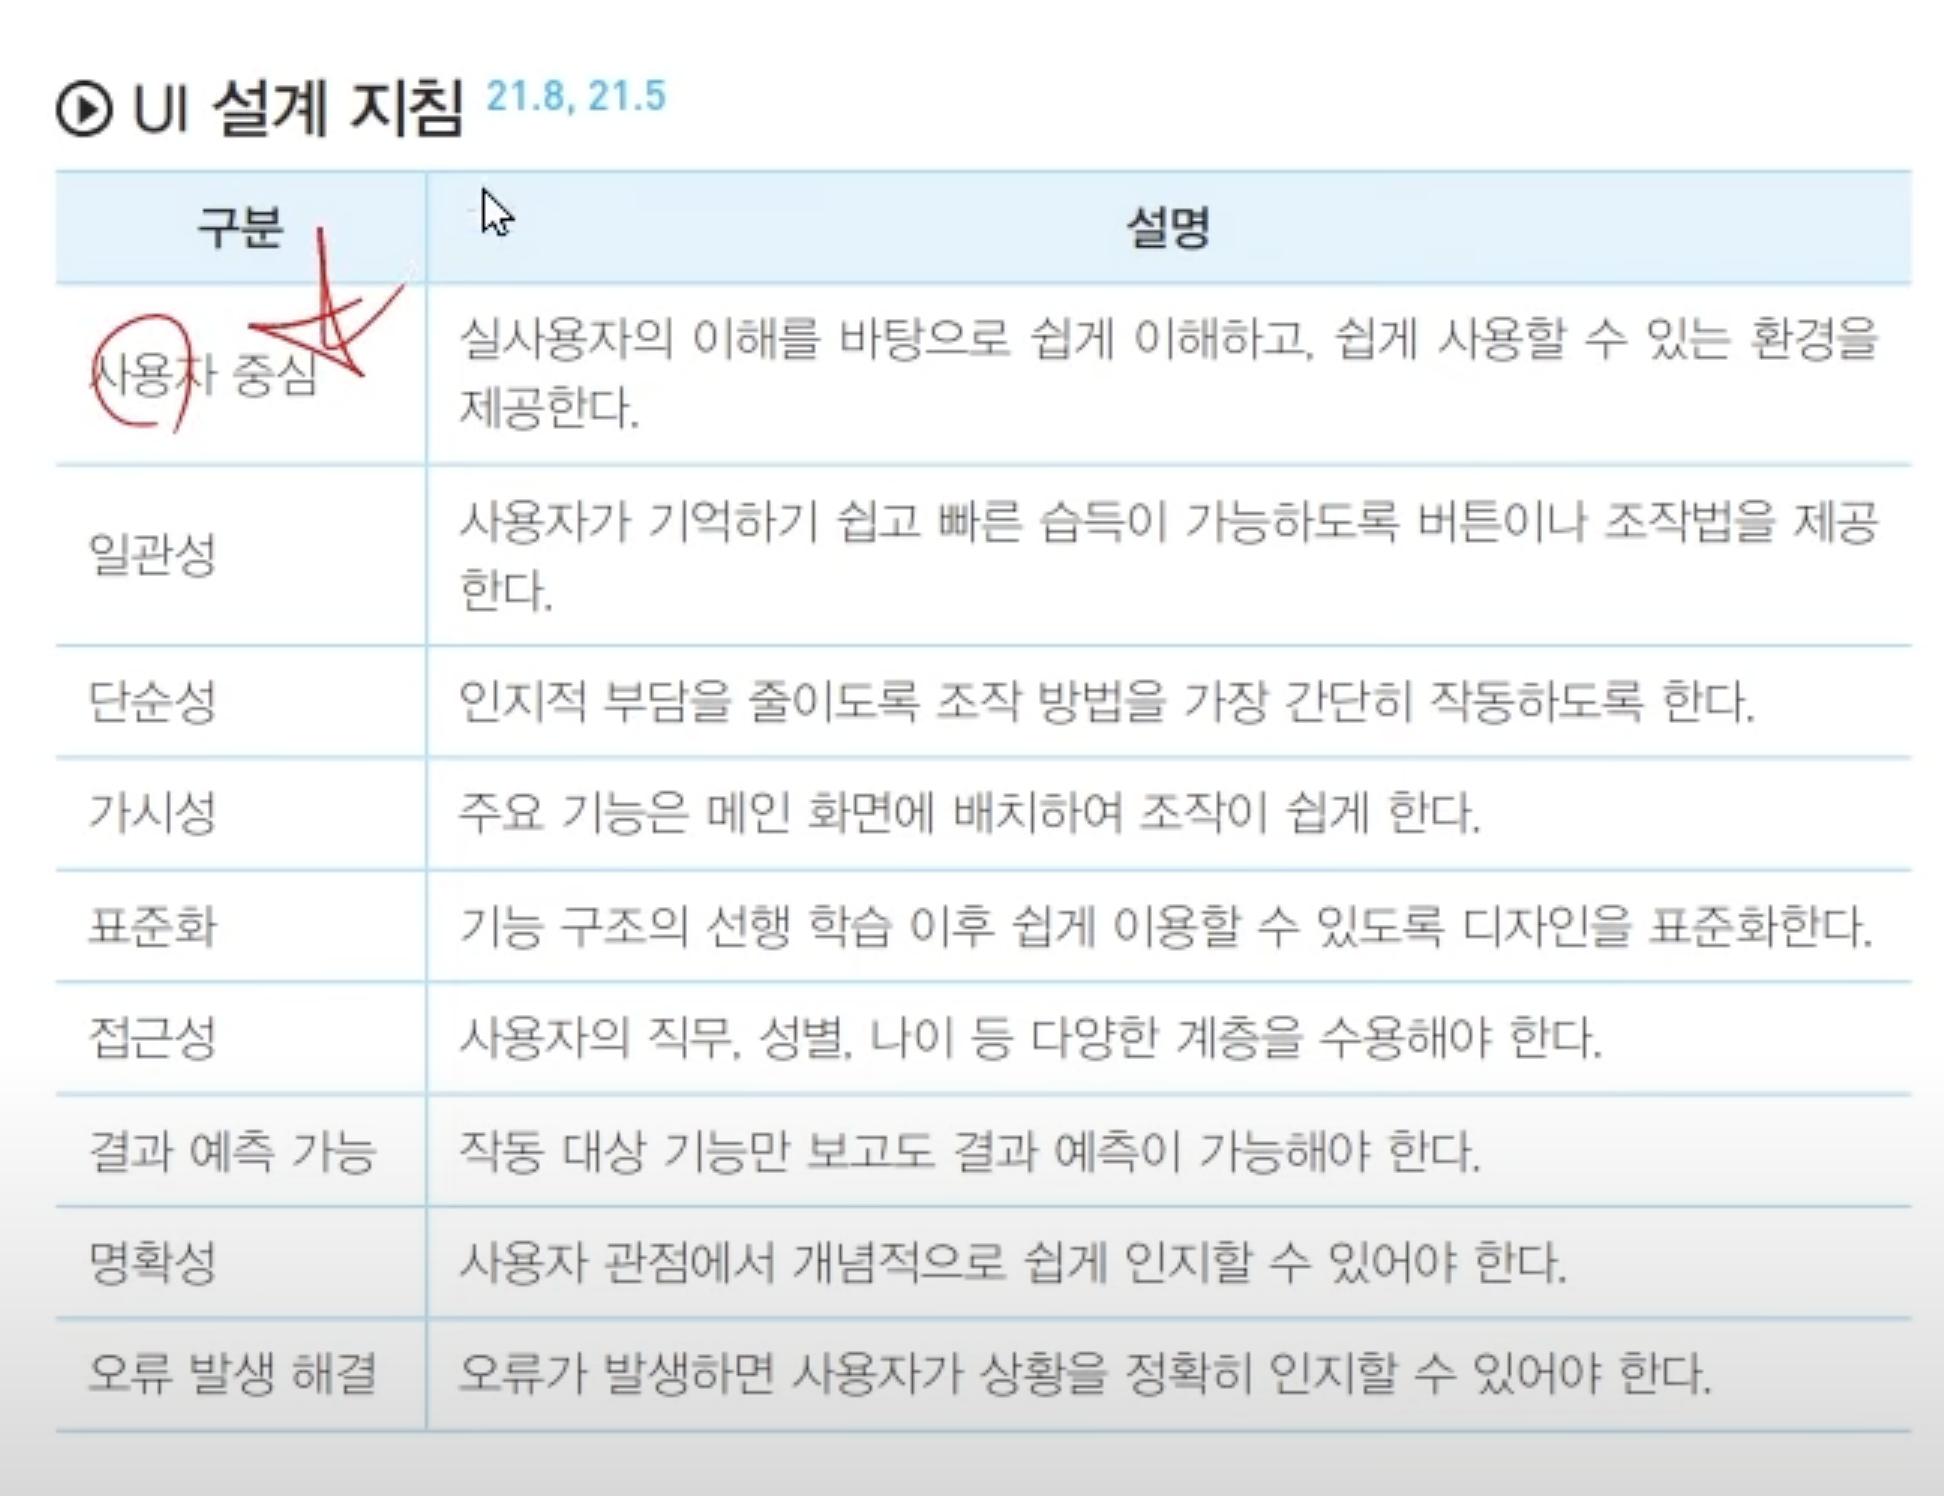 UI 설계 지침 21.8, 21.5
구분 설명
사용자 중심 실사용자의 이해를 바탕으로 쉽게 이해하고, 쉽게 사용할 수 있는 환경을
제공한다.
일관성 사용자가 기억하기 쉽고 빠른 습득이 가능하도록 버튼이나 조작법을 제공
한다.
단순성 인지적 부담을 줄이도록 조작 방법을 가장 간단히 작동하도록 한다.
가시성 주요 기능은 메인 화면에 배치하여 조작이 쉽게 한다.
표준화 기능 구조의 선행 학습 이후 쉽게 이용할 수 있도록 디자인을 표준화한다.
접근성 사용자의 직무, 성별, 나이 등 다양한 계층을 수용해야 한다.
결과 예측 가능 작동 대상 기능만 보고도 결과 예측이 가능해야 한다.
명확성 사용자 관점에서 개념적으로 쉽게 인지할 수 있어야 한다.
오류 발생 해결 오류가 발생하면 사용자가 상황을 정확히 인지할 수 있어야 한다.